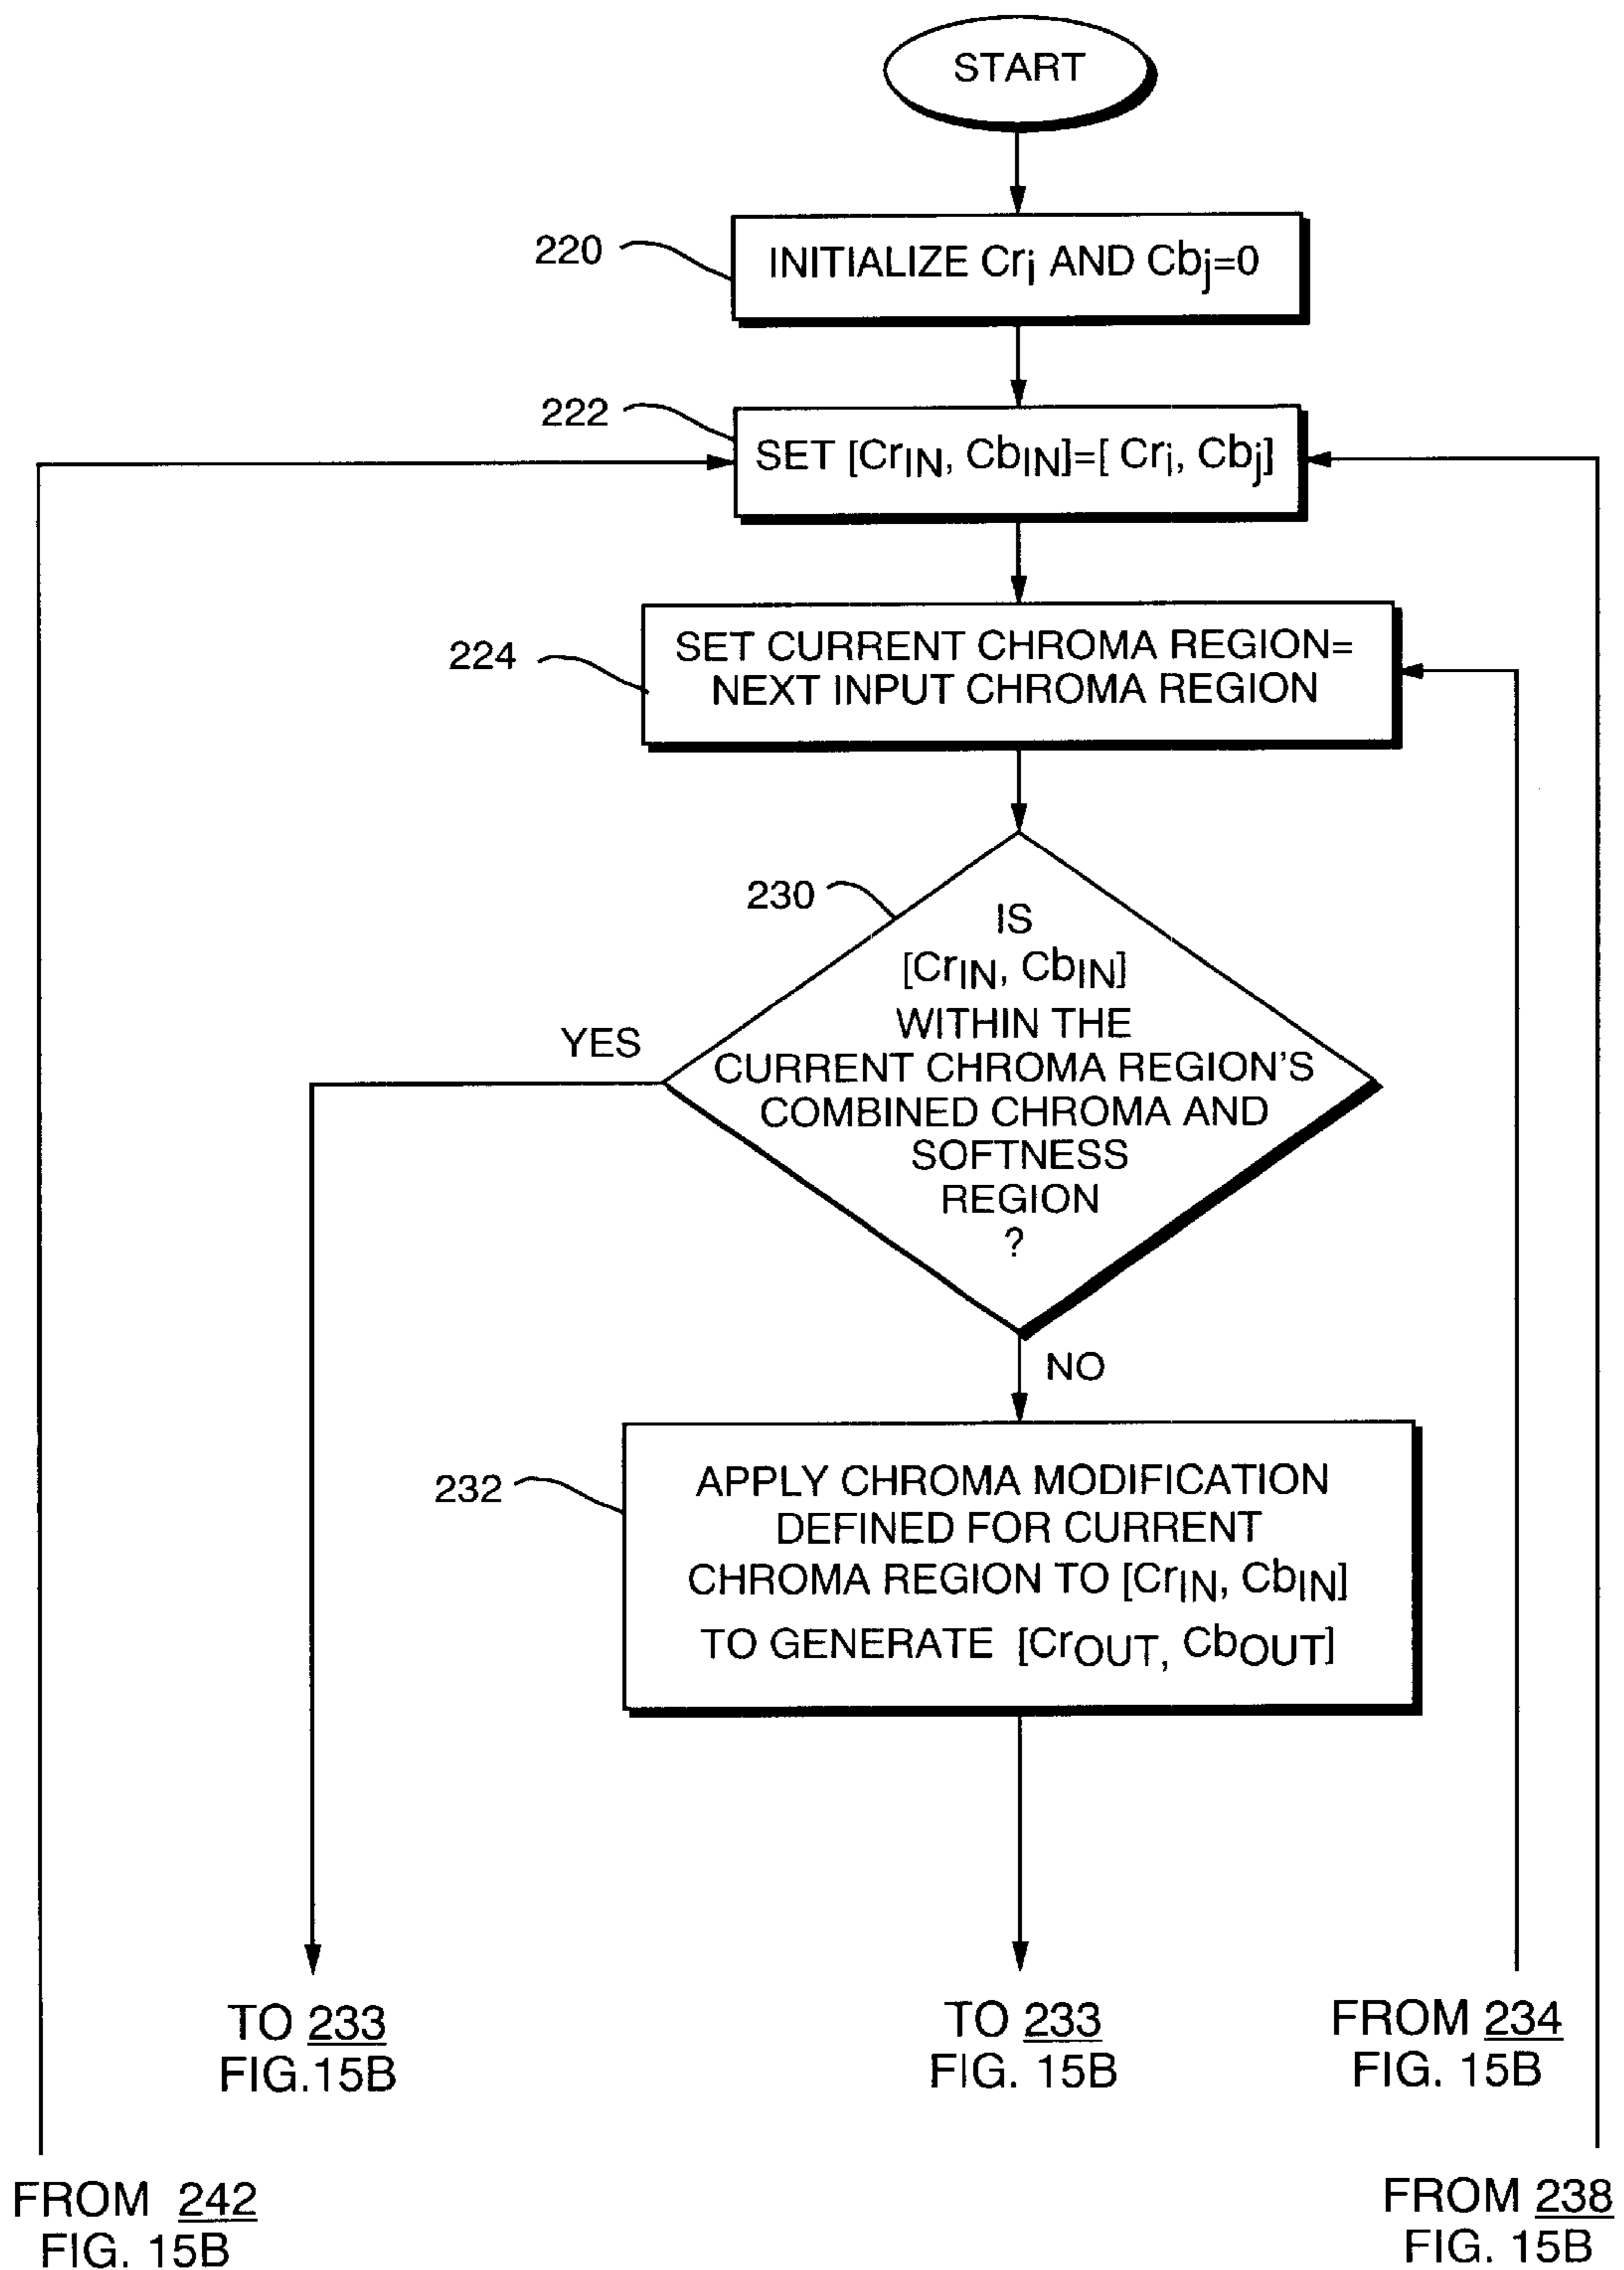 START
220
INITIALIZE Cri AND Cbj=0
222
SET [CrIN, CbIN]=[ Cri, Cbj]
224
SET CURRENT CHROMA REGION=
NEXT INPUT CHROMA REGION
230
IS
[CrIN, CbIN]
WITHIN THE
CURRENT CHROMA REGION'S
COMBINED CHROMA AND
SOFTNESS
REGION
?
YES
NO
232
APPLY CHROMA MODIFICATION
DEFINED FOR CURRENT
CHROMA REGION TO [CrIN, CbIN]
TO GENERATE [CrOUT, CbOUT]
TO 233
FIG.15B
TO 233
FIG. 15B
FROM 234
FIG. 15B
FROM 242
FIG. 15B
FROM 238
FIG. 15B